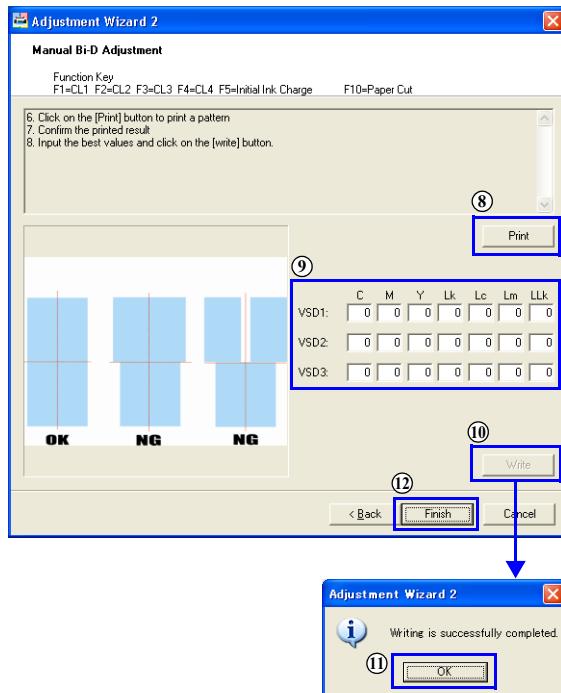 Adjustment Wizard 2
Manual Bi-D Adjustment
Function Key
F1=CL1 F2=CL2 F3=CL3 F4=CL4 F5=Initial Ink Charge F10=Paper Cut
6. Click on the [Print] button to print a pattern
7. Confirm the printed result
8. Input the best values and click on the [write] button.
⑧
Print
⑨
C M Y Lk Lc Lm LLk
VSD1: 0 0 0 0 0 0 0
VSD2: 0 0 0 0 0 0 0
VSD3: 0 0 0 0 0 0 0
OK NG NG
⑩
Write
⑫
< Back Finish Cancel
Adjustment Wizard 2
Writing is successfully completed.
⑪
OK